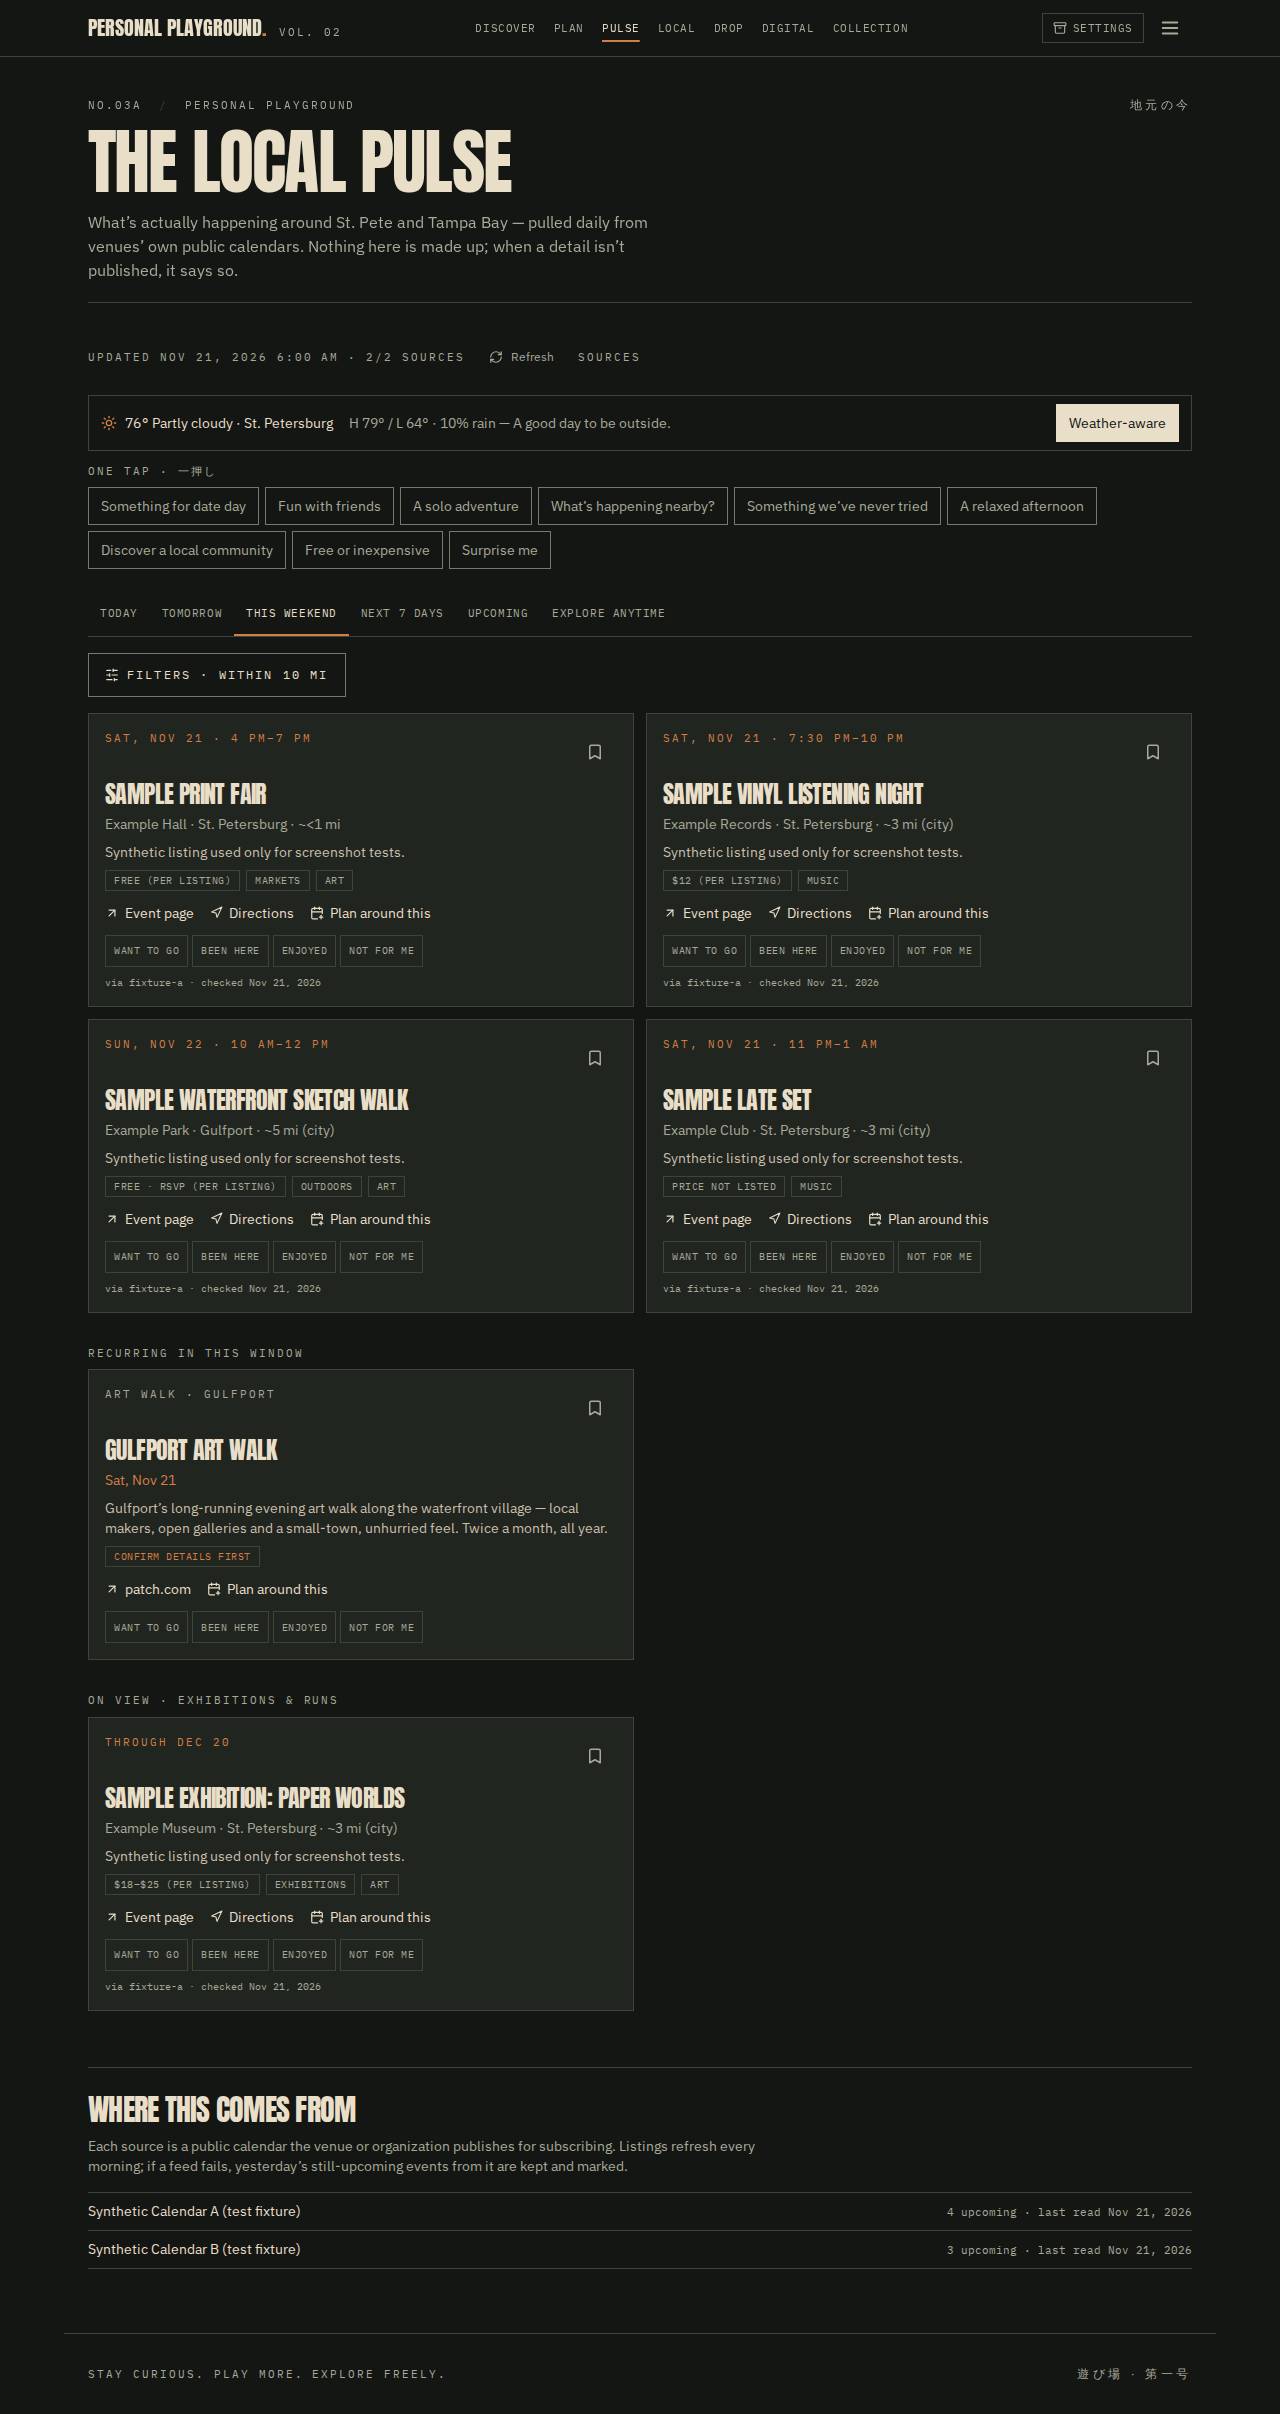 PERSONAL PLAYGROUND. VOL. 02
DISCOVER PLAN PULSE LOCAL DROP DIGITAL COLLECTION
SETTINGS
NO.03A / PERSONAL PLAYGROUND
地元の今
THE LOCAL PULSE
What’s actually happening around St. Pete and Tampa Bay — pulled daily from
venues’ own public calendars. Nothing here is made up; when a detail isn’t
published, it says so.
UPDATED NOV 21, 2026 6:00 AM · 2/2 SOURCES Refresh SOURCES
76° Partly cloudy · St. Petersburg H 79° / L 64° · 10% rain — A good day to be outside. Weather-aware
ONE TAP · 一押し
Something for date day Fun with friends A solo adventure What’s happening nearby? Something we’ve never tried A relaxed afternoon
Discover a local community Free or inexpensive Surprise me
TODAY TOMORROW THIS WEEKEND NEXT 7 DAYS UPCOMING EXPLORE ANYTIME
FILTERS · WITHIN 10 MI
SAT, NOV 21 · 4 PM–7 PM
SAMPLE PRINT FAIR
Example Hall · St. Petersburg · ~<1 mi
Synthetic listing used only for screenshot tests.
FREE (PER LISTING) MARKETS ART
Event page Directions Plan around this
WANT TO GO BEEN HERE ENJOYED NOT FOR ME
via fixture-a · checked Nov 21, 2026
SAT, NOV 21 · 7:30 PM–10 PM
SAMPLE VINYL LISTENING NIGHT
Example Records · St. Petersburg · ~3 mi (city)
Synthetic listing used only for screenshot tests.
$12 (PER LISTING) MUSIC
Event page Directions Plan around this
WANT TO GO BEEN HERE ENJOYED NOT FOR ME
via fixture-a · checked Nov 21, 2026
SUN, NOV 22 · 10 AM–12 PM
SAMPLE WATERFRONT SKETCH WALK
Example Park · Gulfport · ~5 mi (city)
Synthetic listing used only for screenshot tests.
FREE · RSVP (PER LISTING) OUTDOORS ART
Event page Directions Plan around this
WANT TO GO BEEN HERE ENJOYED NOT FOR ME
via fixture-a · checked Nov 21, 2026
SAT, NOV 21 · 11 PM–1 AM
SAMPLE LATE SET
Example Club · St. Petersburg · ~3 mi (city)
Synthetic listing used only for screenshot tests.
PRICE NOT LISTED MUSIC
Event page Directions Plan around this
WANT TO GO BEEN HERE ENJOYED NOT FOR ME
via fixture-a · checked Nov 21, 2026
RECURRING IN THIS WINDOW
ART WALK · GULFPORT
GULFPORT ART WALK
Sat, Nov 21
Gulfport’s long-running evening art walk along the waterfront village — local
makers, open galleries and a small-town, unhurried feel. Twice a month, all year.
CONFIRM DETAILS FIRST
patch.com Plan around this
WANT TO GO BEEN HERE ENJOYED NOT FOR ME
ON VIEW · EXHIBITIONS & RUNS
THROUGH DEC 20
SAMPLE EXHIBITION: PAPER WORLDS
Example Museum · St. Petersburg · ~3 mi (city)
Synthetic listing used only for screenshot tests.
$18–$25 (PER LISTING) EXHIBITIONS ART
Event page Directions Plan around this
WANT TO GO BEEN HERE ENJOYED NOT FOR ME
via fixture-a · checked Nov 21, 2026
WHERE THIS COMES FROM
Each source is a public calendar the venue or organization publishes for subscribing. Listings refresh every
morning; if a feed fails, yesterday’s still-upcoming events from it are kept and marked.
Synthetic Calendar A (test fixture) 4 upcoming · last read Nov 21, 2026
Synthetic Calendar B (test fixture) 3 upcoming · last read Nov 21, 2026
STAY CURIOUS. PLAY MORE. EXPLORE FREELY.
遊び場 · 第一号